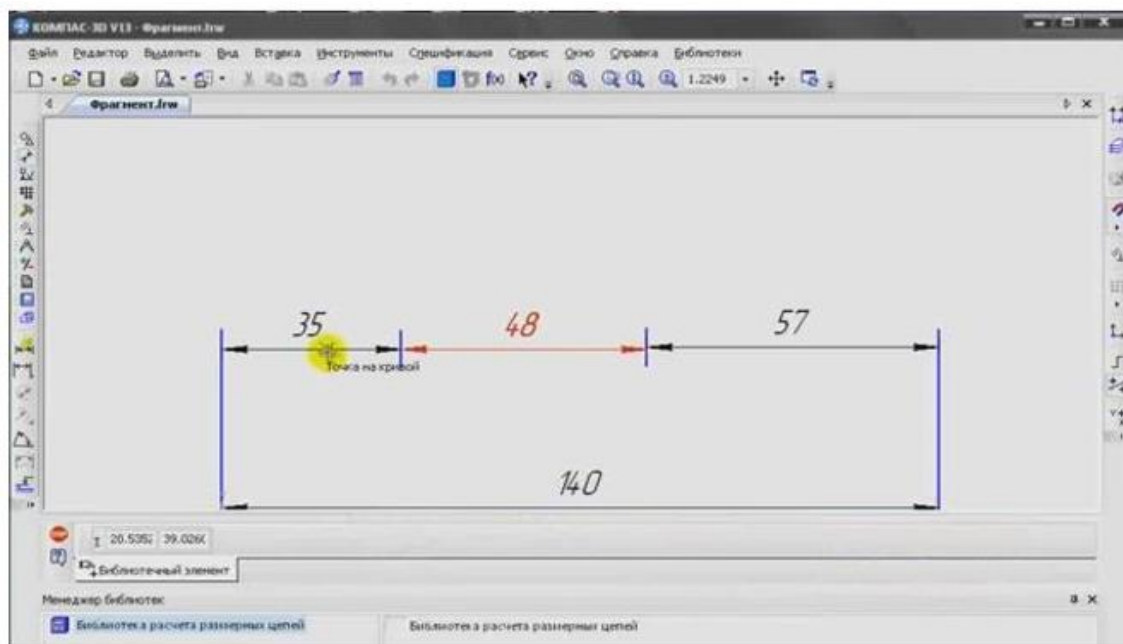 КОМПАС-3D V13 - Фрагмент.frw
Файл Редактор Выделить Вид Вставка Инструменты Спецификация Сервис Окно Справка Библиотеки
f(x) 1.2249
Фрагмент.frw
35 48 57
Точка на кривой
140
39.026
Библиотечный элемент
Менеджер библиотек
Библиотека расчета размерных цепей Библиотека расчета размерных цепей